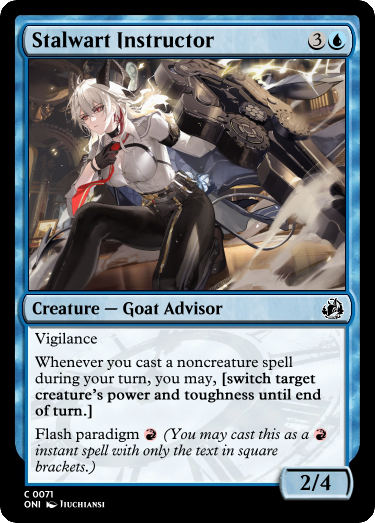 Stalwart Instructor 3
Creature — Goat Advisor
Vigilance
Whenever you cast a noncreature spell
during your turn, you may, [switch target
creature's power and toughness until end
of turn.]
Flash paradigm (You may cast this as a
instant spell with only the text in square
brackets.)
2/4
C 0071
ONI JIUCHIANSI